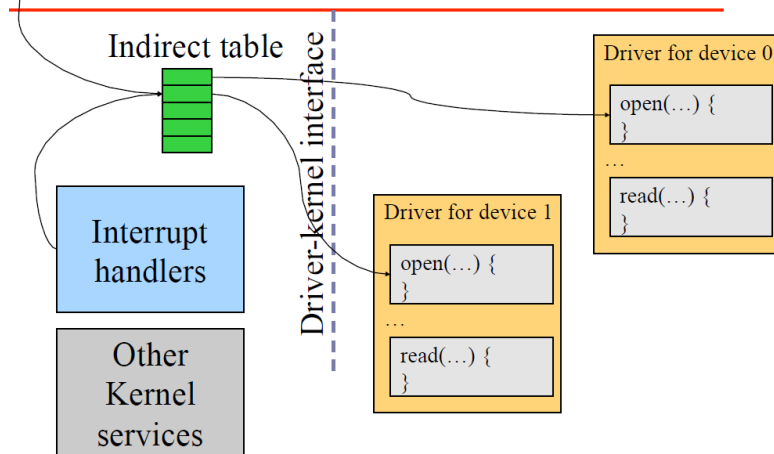 Indirect table
Driver-kernel interface
Driver for device 0
open(…) {
}
…
read(…) {
}
Interrupt
handlers
Driver for device 1
open(…) {
}
…
read(…) {
}
Other
Kernel
services